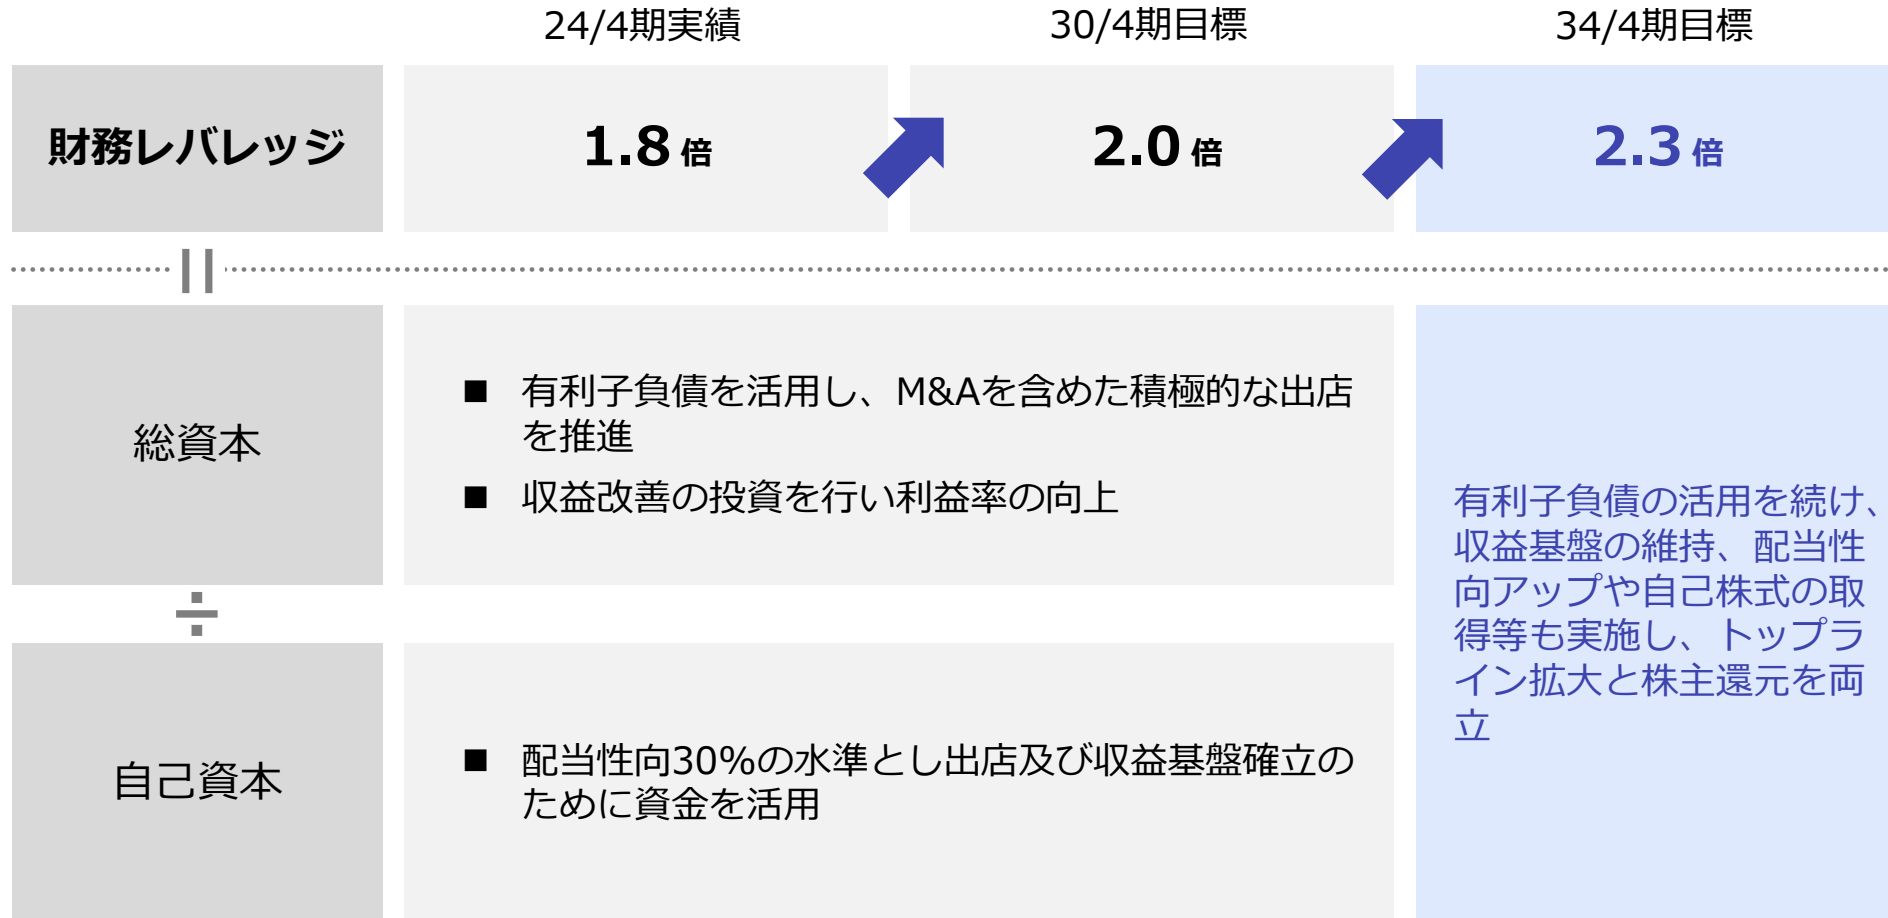 24/4期実績
30/4期目標
34/4期目標
財務レバレッジ
1.8 倍
2.0 倍
2.3 倍
総資本
■ 有利子負債を活用し、M&Aを含めた積極的な出店
を推進
■ 収益改善の投資を行い利益率の向上
÷
自己資本
■ 配当性向30%の水準とし出店及び収益基盤確立の
ために資金を活用
有利子負債の活用を続け、
収益基盤の維持、配当性
向アップや自己株式の取
得等も実施し、トップラ
イン拡大と株主還元を両
立